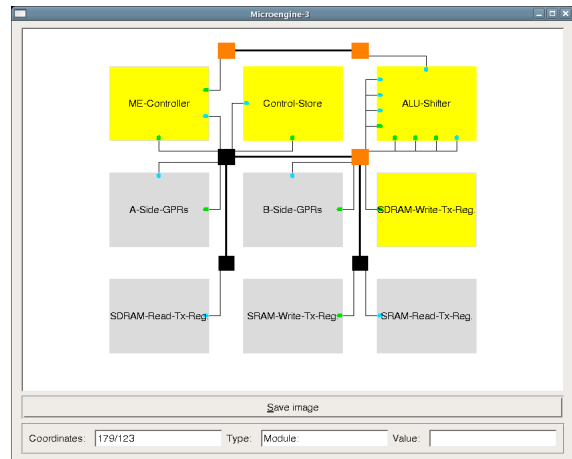 Microengine-3
ME-Controller
Control-Store
ALU-Shifter
A-Side-GPRs
B-Side-GPRs
SDRAM-Write-Tx-Reg.
SDRAM-Read-Tx-Reg
SRAM-Write-Tx-Reg
SRAM-Read-Tx-Reg.
Save image
Coordinates: 179/123 Type: Module: Value: